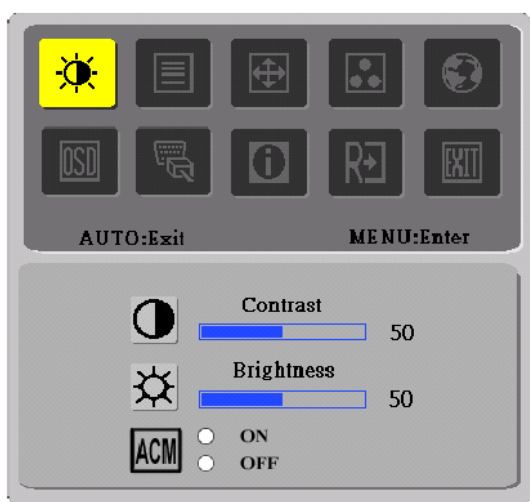 OSD
i
R
EXIT
AUTO:Exit MENU:Enter
Contrast
50
Brightness
50
ACM ON
OFF